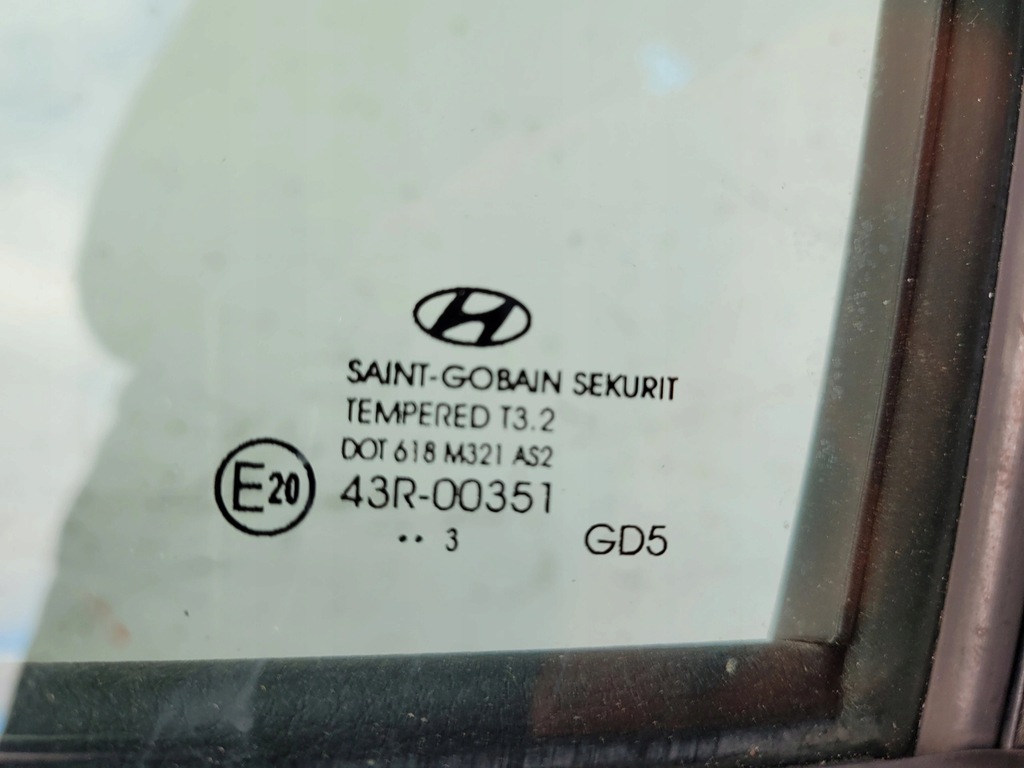 SAINT-GOBAIN SEKURIT
TEMPERED T3.2
DOT 618 M321 AS2
E20 43R-00351
·· 3 GD5